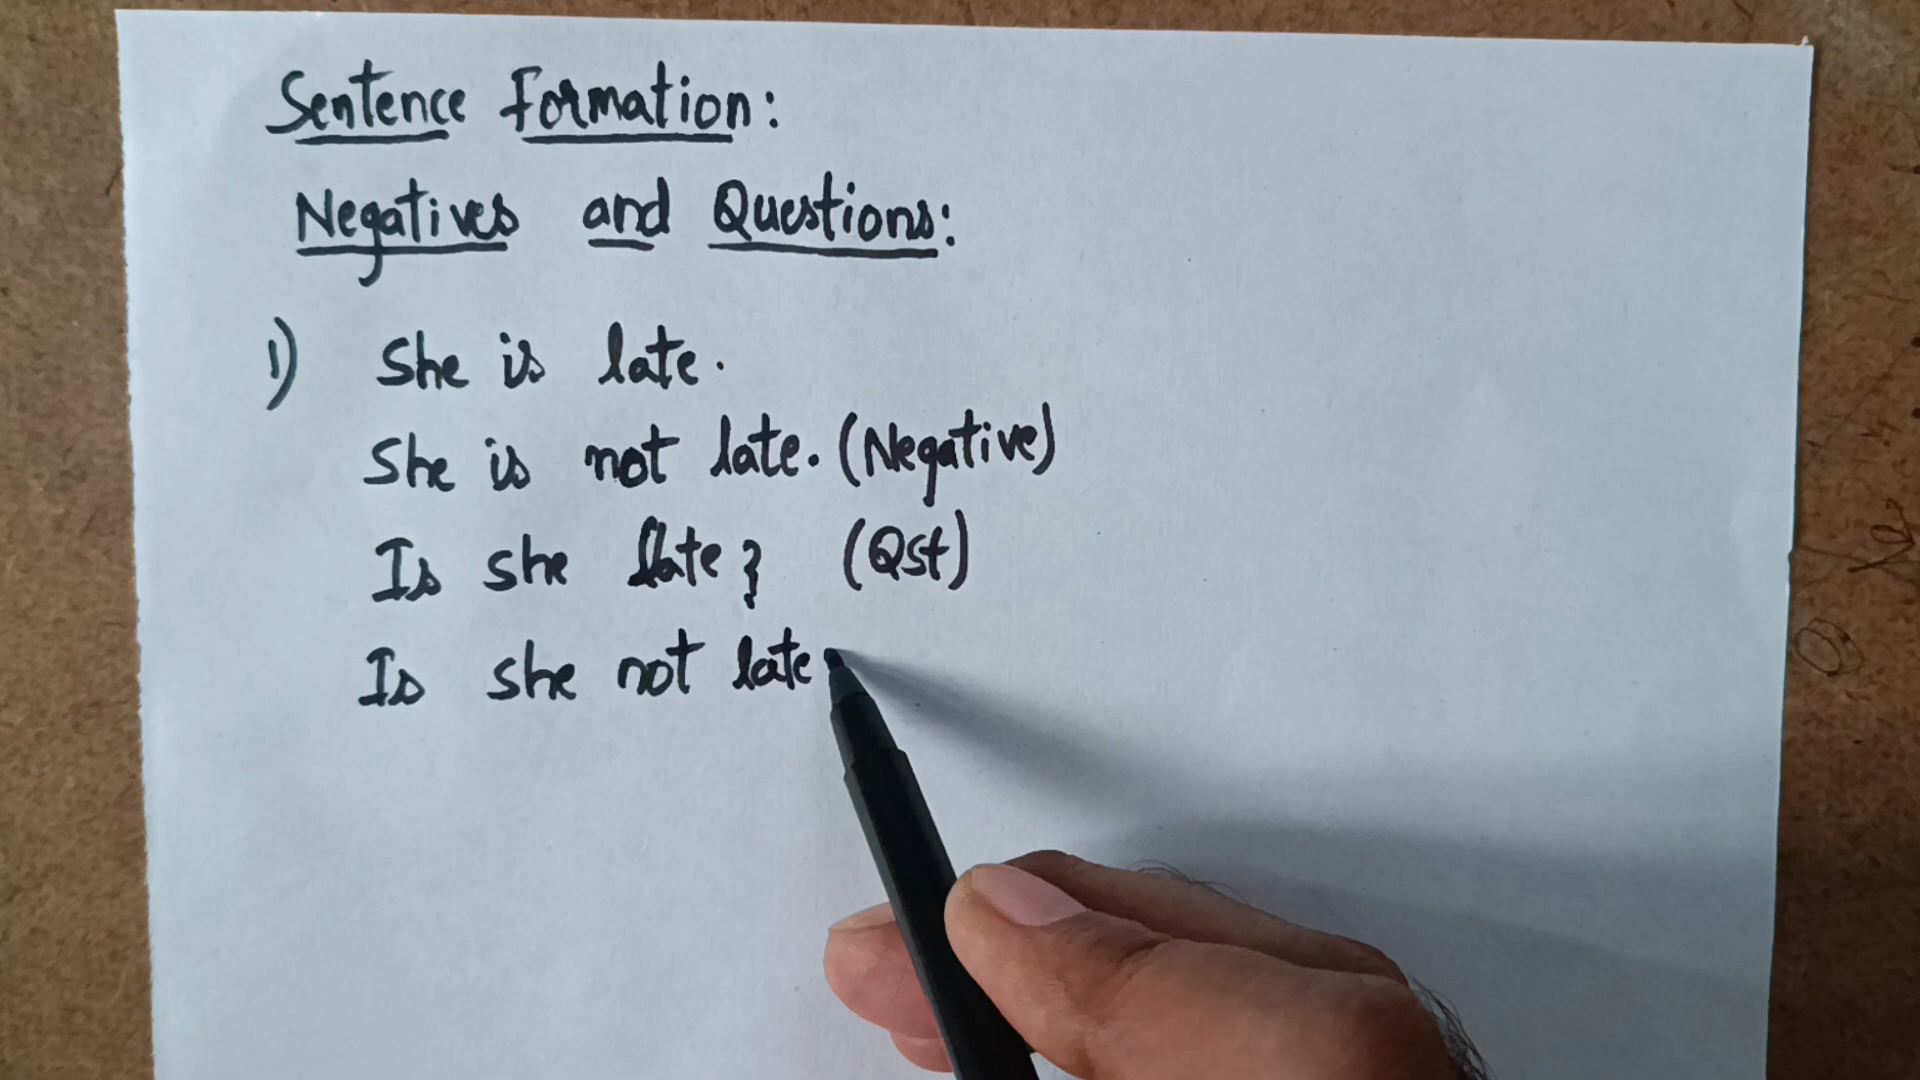 Sentence Formation:
Negatives and Questions:
1) She is late.
She is not late. (Negative)
Is she late? (Qst)
Is she not late